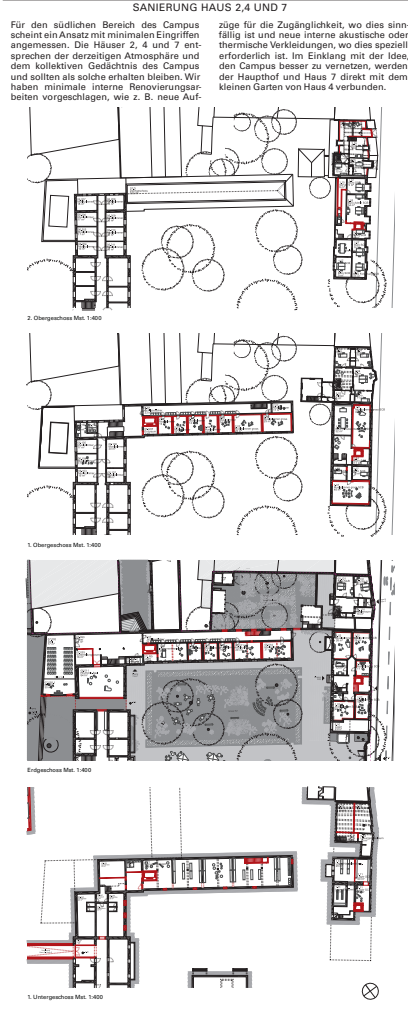 SANIERUNG HAUS 2,4 UND 7
Für den südlichen Bereich des Campus
scheint ein Ansatz mit minimalen Eingriffen
angemessen. Die Häuser 2, 4 und 7 ent-
sprechen der derzeitigen Atmosphäre und
dem kollektiven Gedächtnis des Campus
und sollten als solche erhalten bleiben. Wir
haben minimale interne Renovierungsar-
beiten vorgeschlagen, wie z. B. neue Auf-
züge für die Zugänglichkeit, wo dies sinn-
fällig ist und neue interne akustische oder
thermische Verkleidungen, wo dies speziell
erforderlich ist. Im Einklang mit der Idee,
den Campus besser zu vernetzen, werden
der Haupthof und Haus 7 direkt mit dem
kleinen Garten von Haus 4 verbunden.
2. Obergeschoss Mst. 1:400
1. Obergeschoss Mst. 1:400
Erdgeschoss Mst. 1:400
1. Untergeschoss Mst. 1:400